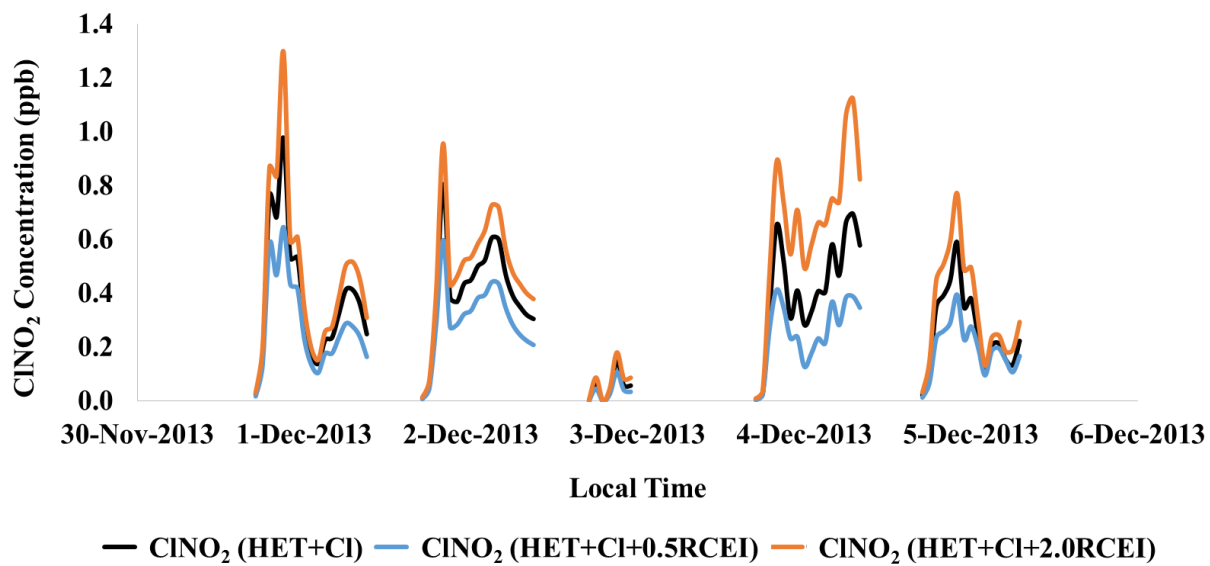 ClNO₂ Concentration (ppb)
1.4
1.2
1.0
0.8
0.6
0.4
0.2
0.0
30-Nov-2013 1-Dec-2013 2-Dec-2013 3-Dec-2013 4-Dec-2013 5-Dec-2013 6-Dec-2013
Local Time
ClNO₂ (HET+Cl) ClNO₂ (HET+Cl+0.5RCEI) ClNO₂ (HET+Cl+2.0RCEI)